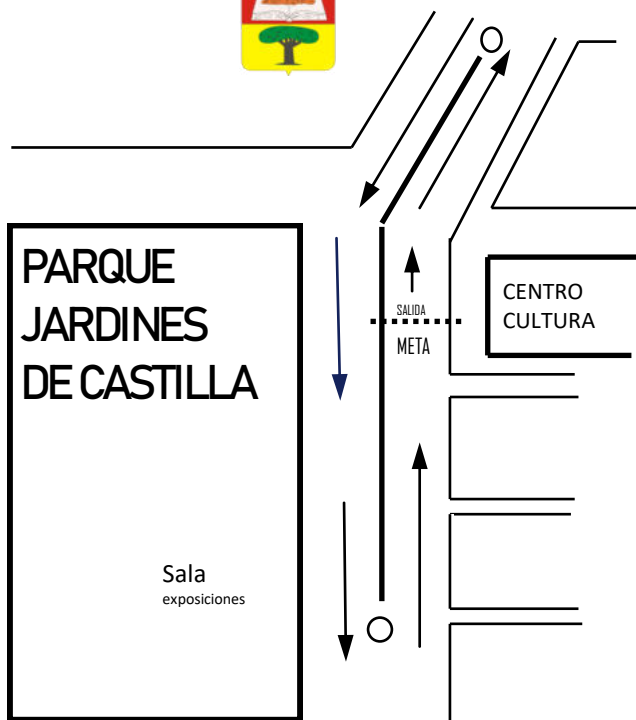 PARQUE
JARDINES
DE CASTILLA
SALIDA
META
CENTRO
CULTURA
Sala
exposiciones